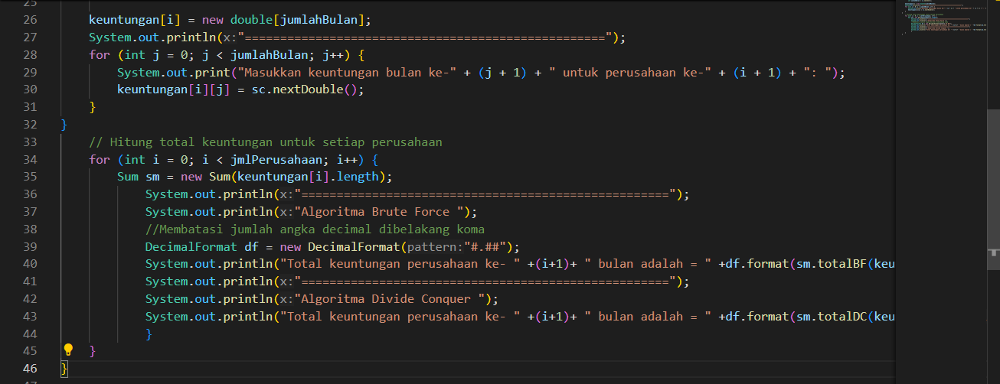 25
26 keuntungan[i] = new double[jumlahBulan];
27 System.out.println(x:"===================================================");
28 for (int j = 0; j < jumlahBulan; j++) {
29 System.out.print("Masukkan keuntungan bulan ke-" + (j + 1) + " untuk perusahaan ke-" + (i + 1) + ": ");
30 keuntungan[i][j] = sc.nextDouble();
31 }
32 }
33 // Hitung total keuntungan untuk setiap perusahaan
34 for (int i = 0; i < jmlPerusahaan; i++) {
35 Sum sm = new Sum(keuntungan[i].length);
36 System.out.println(x:"====================================================");
37 System.out.println(x:"Algoritma Brute Force ");
38 //Membatasi jumlah angka decimal dibelakang koma
39 DecimalFormat df = new DecimalFormat(pattern:"#.##");
40 System.out.println("Total keuntungan perusahaan ke- " +(i+1)+ " bulan adalah = " +df.format(sm.totalBF(keu
41 System.out.println(x:"====================================================");
42 System.out.println(x:"Algoritma Divide Conquer ");
43 System.out.println("Total keuntungan perusahaan ke- " +(i+1)+ " bulan adalah = " +df.format(sm.totalDC(keu
44 }
45 }
46 }